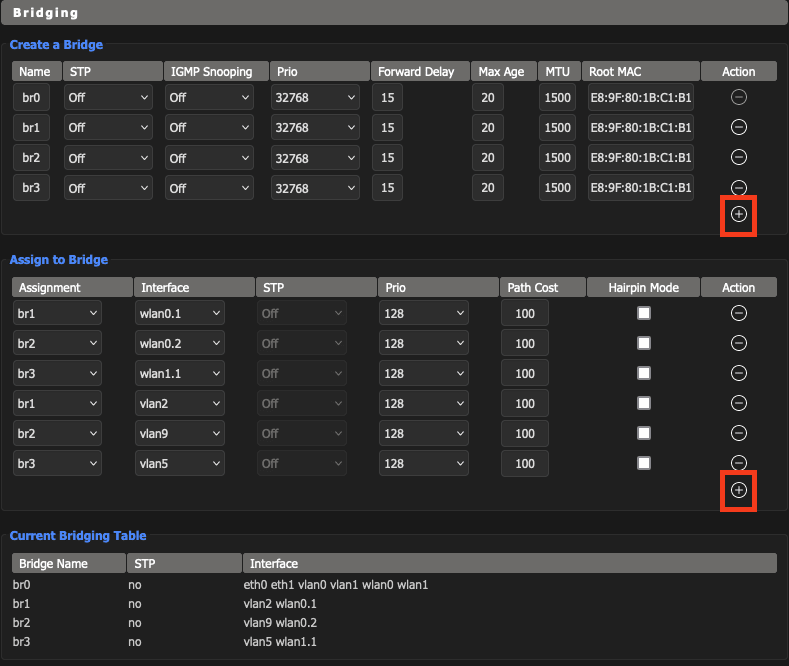 Bridging
Create a Bridge
Name STP IGMP Snooping Prio Forward Delay Max Age MTU Root MAC Action
br0 Off Off 32768 15 20 1500 E8:9F:80:1B:C1:B1
br1 Off Off 32768 15 20 1500 E8:9F:80:1B:C1:B1
br2 Off Off 32768 15 20 1500 E8:9F:80:1B:C1:B1
br3 Off Off 32768 15 20 1500 E8:9F:80:1B:C1:B1
Assign to Bridge
Assignment Interface STP Prio Path Cost Hairpin Mode Action
br1 wlan0.1 Off 128 100
br2 wlan0.2 Off 128 100
br3 wlan1.1 Off 128 100
br1 vlan2 Off 128 100
br2 vlan9 Off 128 100
br3 vlan5 Off 128 100
Current Bridging Table
Bridge Name STP Interface
br0 no eth0 eth1 vlan0 vlan1 wlan0 wlan1
br1 no vlan2 wlan0.1
br2 no vlan9 wlan0.2
br3 no vlan5 wlan1.1